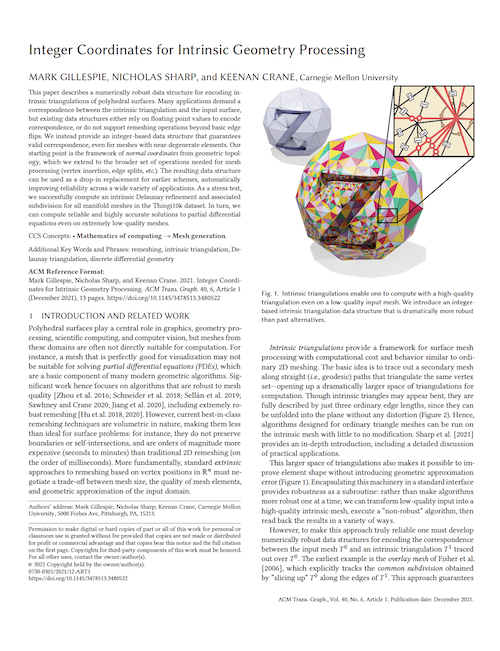 Integer Coordinates for Intrinsic Geometry Processing
MARK GILLESPIE, NICHOLAS SHARP, and KEENAN CRANE, Carnegie Mellon University
This paper describes a numerically robust data structure for encoding in-
trinsic triangulations of polyhedral surfaces. Many applications demand a
correspondence between the intrinsic triangulation and the input surface,
but existing data structures either rely on floating point values to encode
correspondence, or do not support remeshing operations beyond basic edge
flips. We instead provide an integer-based data structure that guarantees
valid correspondence, even for meshes with near-degenerate elements. Our
starting point is the framework of normal coordinates from geometric topol-
ogy, which we extend to the broader set of operations needed for mesh
processing (vertex insertion, edge splits, etc.). The resulting data structure
can be used as a drop-in replacement for earlier schemes, automatically
improving reliability across a wide variety of applications. As a stress test,
we successfully compute an intrinsic Delaunay refinement and associated
subdivision for all manifold meshes in the Thingi10k dataset. In turn, we
can compute reliable and highly accurate solutions to partial differential
equations even on extremely low-quality meshes.
CCS Concepts: • Mathematics of computing → Mesh generation.
Additional Key Words and Phrases: remeshing, intrinsic triangulation, De-
launay triangulation, discrete differential geometry
ACM Reference Format:
Mark Gillespie, Nicholas Sharp, and Keenan Crane. 2021. Integer Coordi-
nates for Intrinsic Geometry Processing. ACM Trans. Graph. 40, 6, Article 1
(December 2021), 13 pages. https://doi.org/10.1145/3478513.3480522
1 INTRODUCTION AND RELATED WORK
Polyhedral surfaces play a central role in graphics, geometry pro-
cessing, scientific computing, and computer vision, but meshes from
these domains are often not directly suitable for computation. For
instance, a mesh that is perfectly good for visualization may not
be suitable for solving partial differential equations (PDEs), which
are a basic component of many modern geometric algorithms. Sig-
nificant work hence focuses on algorithms that are robust to mesh
quality [Zhou et al. 2016; Schneider et al. 2018; Sellán et al. 2019;
Sawhney and Crane 2020; Jiang et al. 2020], including extremely ro-
bust remeshing [Hu et al. 2018, 2020]. However, current best-in-class
remeshing techniques are volumetric in nature, making them less
than ideal for surface problems: for instance, they do not preserve
boundaries or self-intersections, and are orders of magnitude more
expensive (seconds to minutes) than traditional 2D remeshing (on
the order of milliseconds). More fundamentally, standard extrinsic
approaches to remeshing based on vertex positions in Rⁿ must ne-
gotiate a trade-off between mesh size, the quality of mesh elements,
and geometric approximation of the input domain.
Authors' address: Mark Gillespie; Nicholas Sharp; Keenan Crane, Carnegie Mellon
University, 5000 Forbes Ave, Pittsburgh, PA, 15213.
Permission to make digital or hard copies of part or all of this work for personal or
classroom use is granted without fee provided that copies are not made or distributed
for profit or commercial advantage and that copies bear this notice and the full citation
on the first page. Copyrights for third-party components of this work must be honored.
For all other uses, contact the owner/author(s).
© 2021 Copyright held by the owner/author(s).
0730-0301/2021/12-ART1
https://doi.org/10.1145/3478513.3480522
Fig. 1. Intrinsic triangulations enable one to compute with a high-quality
triangulation even on a low-quality input mesh. We introduce an integer-
based intrinsic triangulation data structure that is dramatically more robust
than past alternatives.
Intrinsic triangulations provide a framework for surface mesh
processing with computational cost and behavior similar to ordi-
nary 2D meshing. The basic idea is to trace out a secondary mesh
along straight (i.e., geodesic) paths that triangulate the same vertex
set—opening up a dramatically larger space of triangulations for
computation. Though intrinsic triangles may appear bent, they are
fully described by just three ordinary edge lengths, since they can
be unfolded into the plane without any distortion (Figure 2). Hence,
algorithms designed for ordinary triangle meshes can be run on
the intrinsic mesh with little to no modification. Sharp et al. [2021]
provides an in-depth introduction, including a detailed discussion
of practical applications.
This larger space of triangulations also makes it possible to im-
prove element shape without introducing geometric approximation
error (Figure 1). Encapsulating this machinery in a standard interface
provides robustness as a subroutine: rather than make algorithms
more robust one at a time, we can transform low-quality input into a
high-quality intrinsic mesh, execute a "non-robust" algorithm, then
read back the results in a variety of ways.
However, to make this approach truly reliable one must develop
numerically robust data structures for encoding the correspondence
between the input mesh T⁰ and an intrinsic triangulation T¹ traced
out over T⁰. The earliest example is the overlay mesh of Fisher et al.
[2006], which explicitly tracks the common subdivision obtained
by "slicing up" T⁰ along the edges of T¹. This approach guarantees
ACM Trans. Graph., Vol. 40, No. 6, Article 1. Publication date: December 2021.